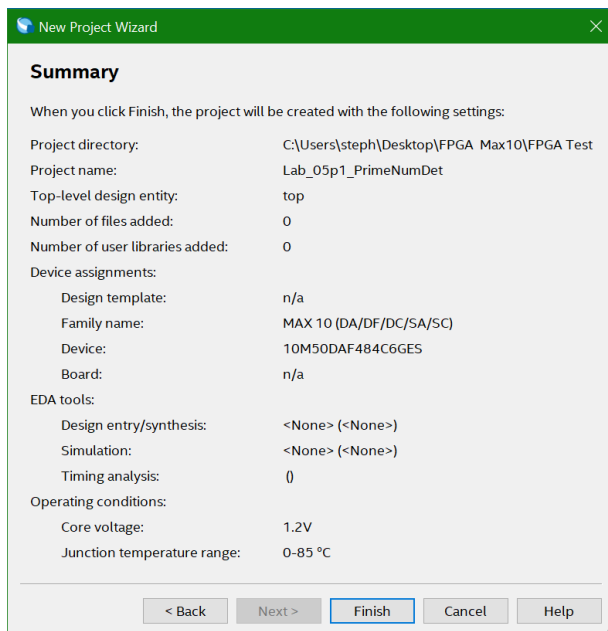 New Project Wizard
Summary
When you click Finish, the project will be created with the following settings:
Project directory: C:\Users\steph\Desktop\FPGA Max10\FPGA Test
Project name: Lab_05p1_PrimeNumDet
Top-level design entity: top
Number of files added: 0
Number of user libraries added: 0
Device assignments:
Design template: n/a
Family name: MAX 10 (DA/DF/DC/SA/SC)
Device: 10M50DAF484C6GES
Board: n/a
EDA tools:
Design entry/synthesis: <None> (<None>)
Simulation: <None> (<None>)
Timing analysis: ()
Operating conditions:
Core voltage: 1.2V
Junction temperature range: 0-85 ºC
< Back Next > Finish Cancel Help